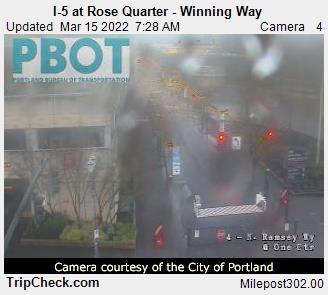 I-5 at Rose Quarter - Winning Way
Updated Mar 15 2022 7:28 AM Camera 4
PBOT
PORTLAND BUREAU OF TRANSPORTATION
4 - N. Ramsey Wy
W One Ctr
Camera courtesy of the City of Portland
TripCheck.com Milepost302.00